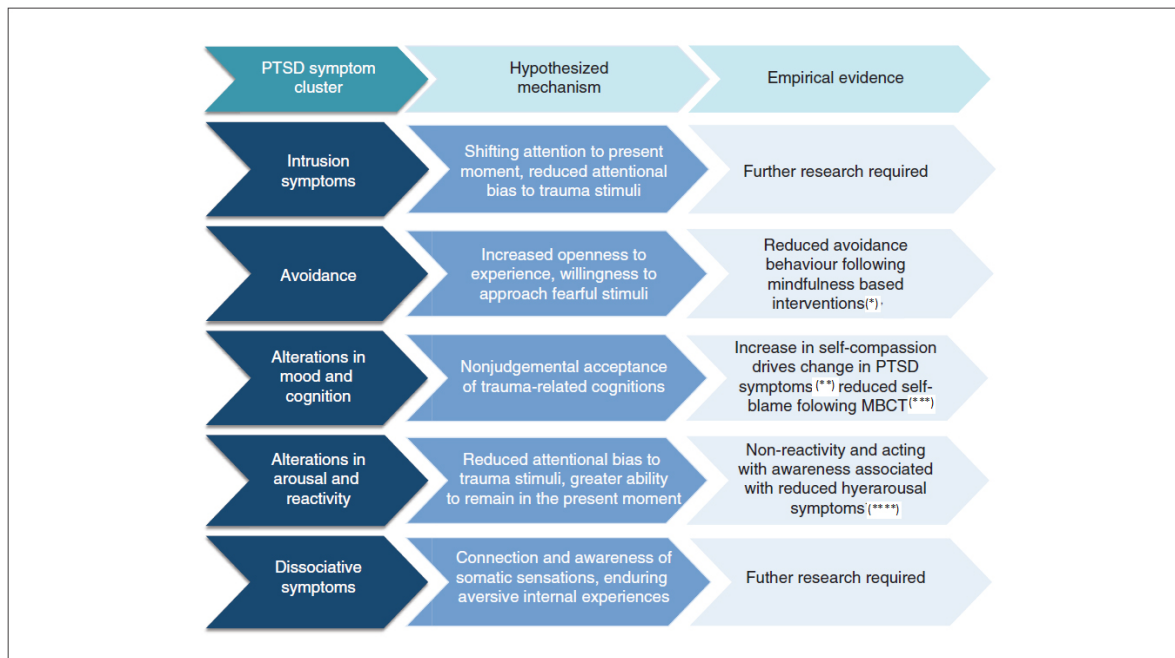 PTSD symptom
cluster
Hypothesized
mechanism
Empirical evidence
Intrusion
symptoms
Shifting attention to present
moment, reduced attentional
bias to trauma stimuli
Further research required
Avoidance
Increased openness to
experience, willingness to
approach fearful stimuli
Reduced avoidance
behaviour following
mindfulness based
interventions(*)
Alterations in
mood and
cognition
Nonjudgemental acceptance
of trauma-related cognitions
Increase in self-compassion
drives change in PTSD
symptoms (**) reduced self-
blame following MBCT(***)
Alterations in
arousal and
reactivity
Reduced attentional bias to
trauma stimuli, greater ability
to remain in the present moment
Non-reactivity and acting
with awareness associated
with reduced hyerarousal
symptoms(****)
Dissociative
symptoms
Connection and awareness of
somatic sensations, enduring
aversive internal experiences
Futher research required